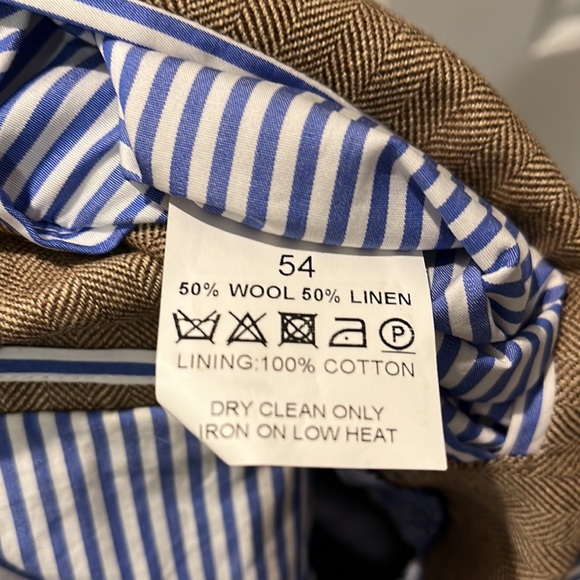 54
50% WOOL 50% LINEN
P
LINING:100% COTTON
DRY CLEAN ONLY
IRON ON LOW HEAT